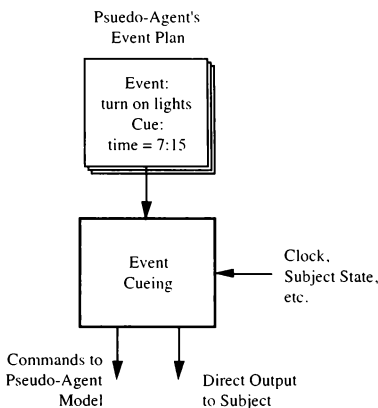 Psuedo-Agent's
Event Plan
Event:
turn on lights
Cue:
time = 7:15
Event
Cueing
Clock,
Subject State,
etc.
Commands to
Pseudo-Agent
Model
Direct Output
to Subject